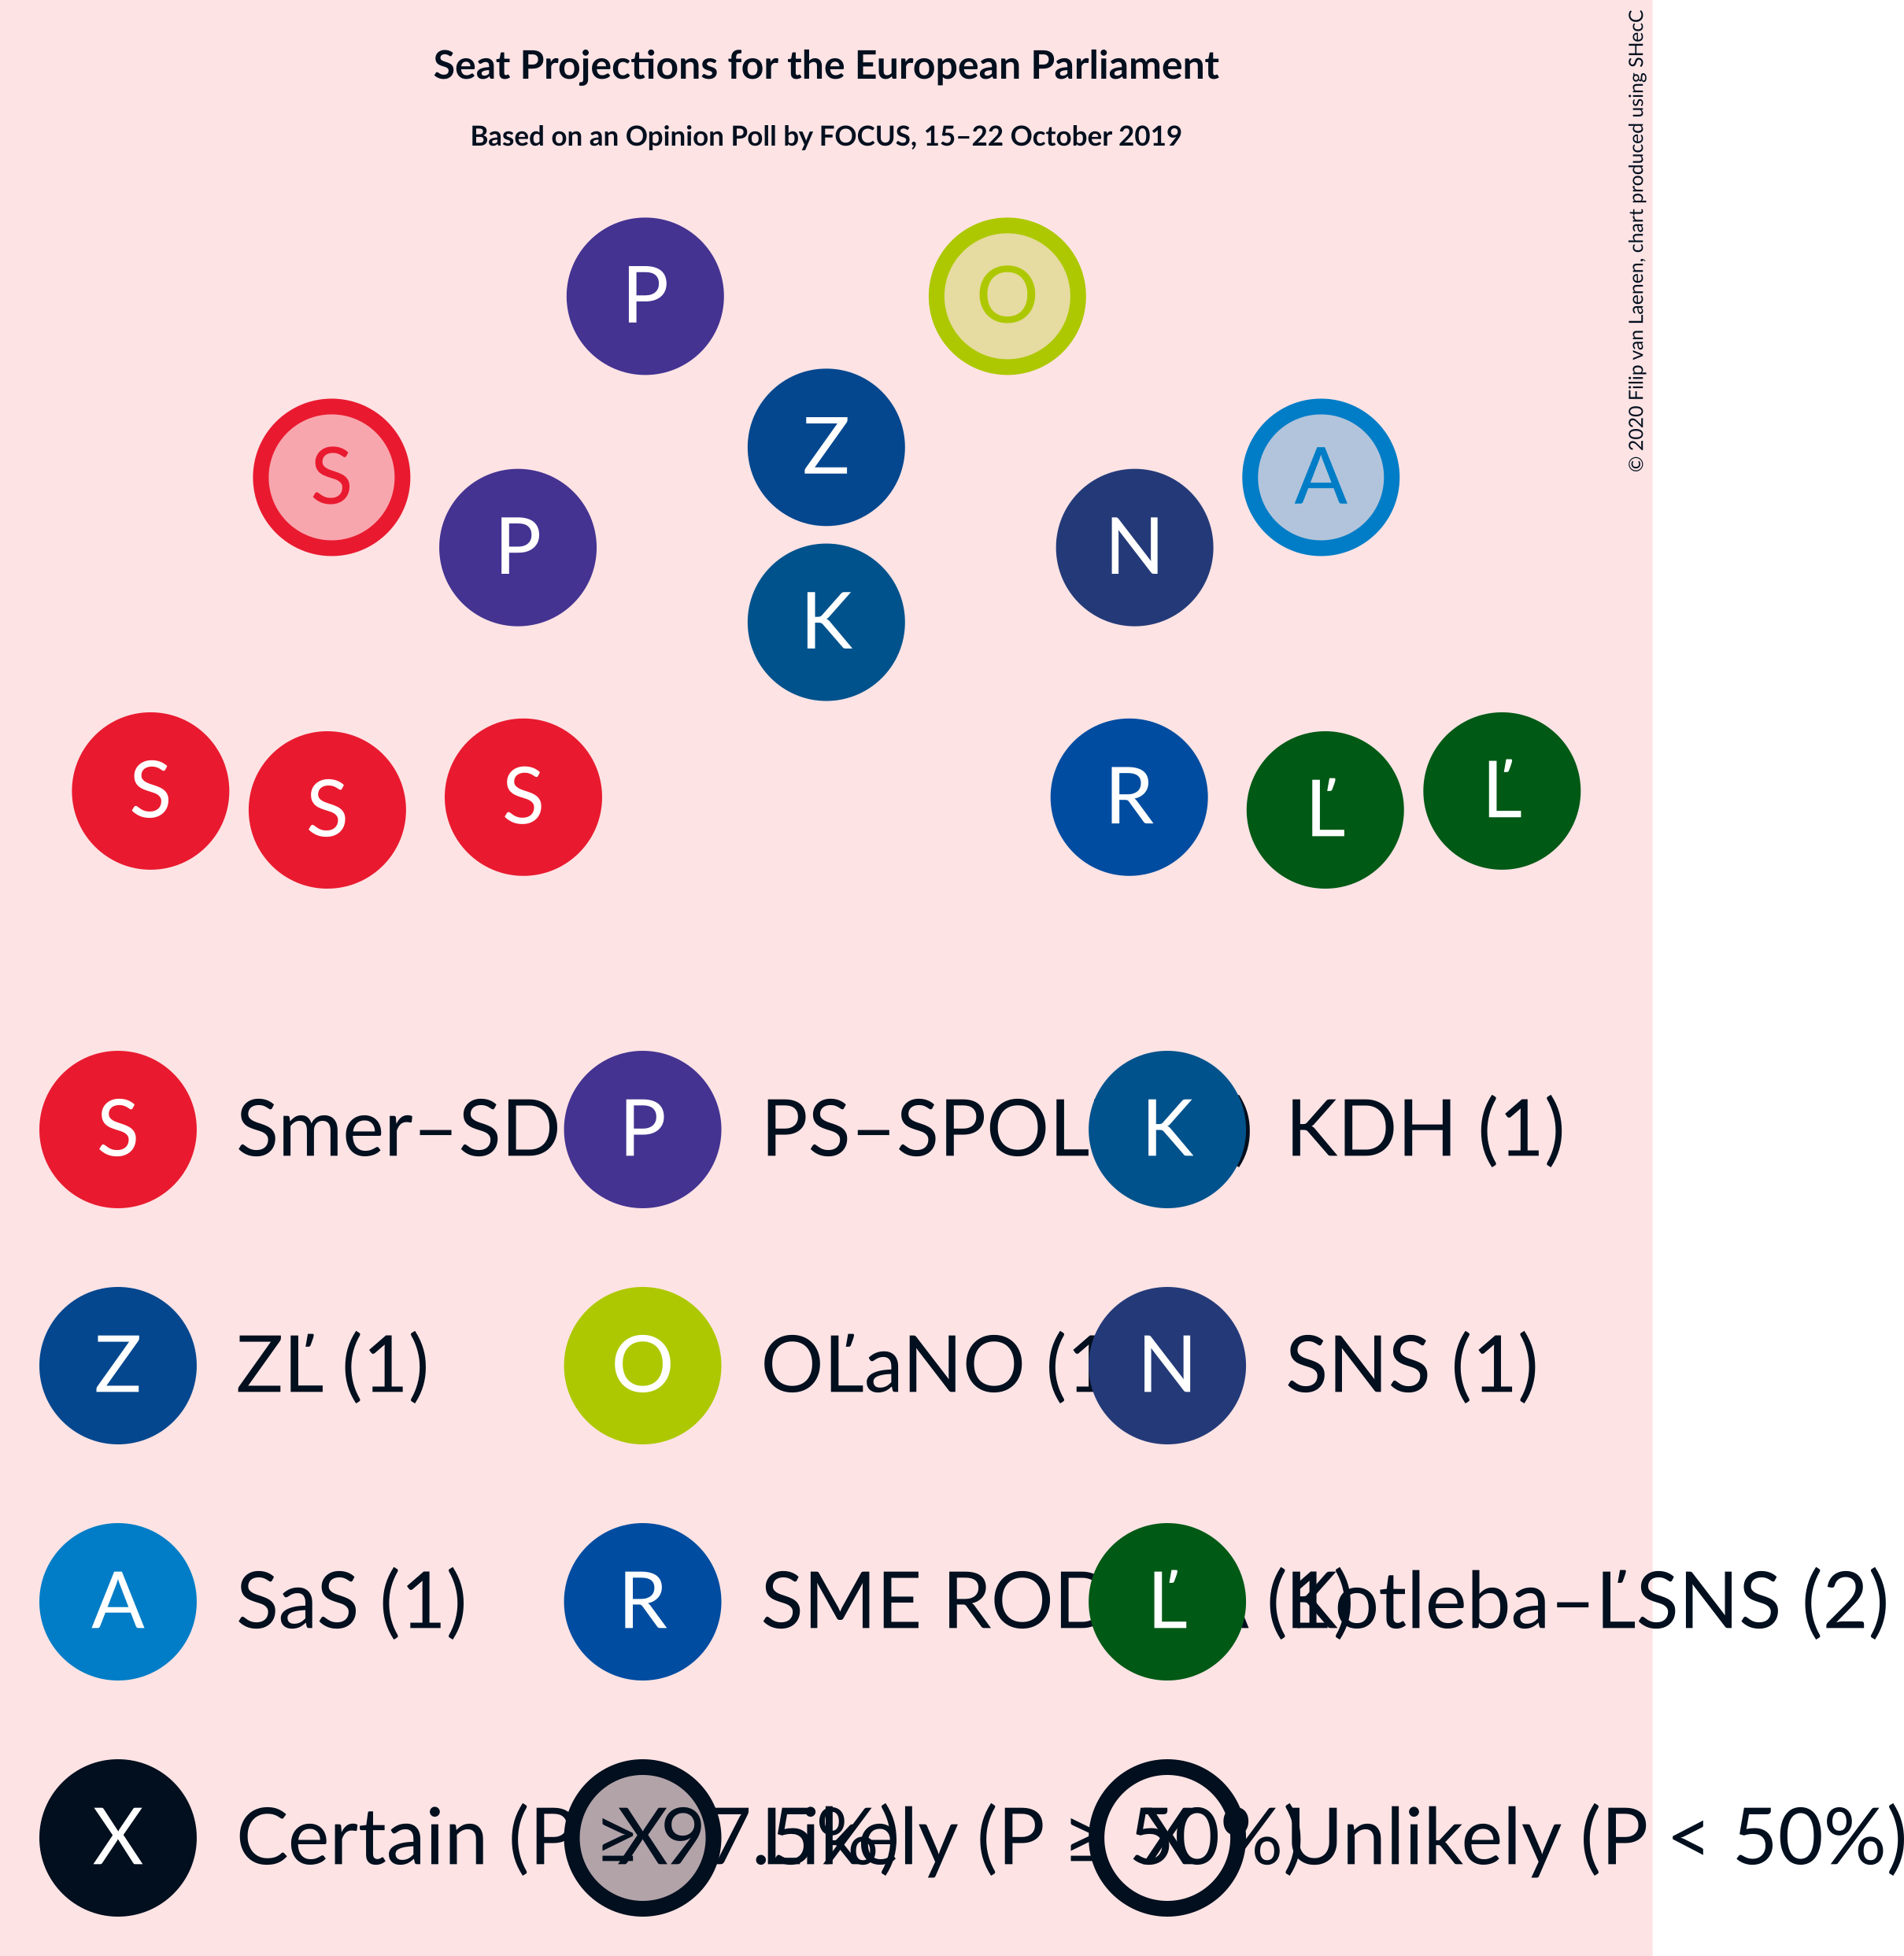 Seat Projections for the European Parliament
Based on an Opinion Poll by FOCUS, 15–22 October 2019
© 2020 Filip van Laenen, chart produced using SHecC
P O
S Z A
P N
K
S S S R Ľ Ľ
S Smer–SD P PS–SPOL K KDH (1)
Z ZĽ (1) O OĽaNO (1 N SNS (1)
A SaS (1) R SME Ľ Kotleba–ĽSNS (2)
X Certain (P ≥ 97.5%) X Likely (P ≥ 50%) X Unlikely (P < 50%)